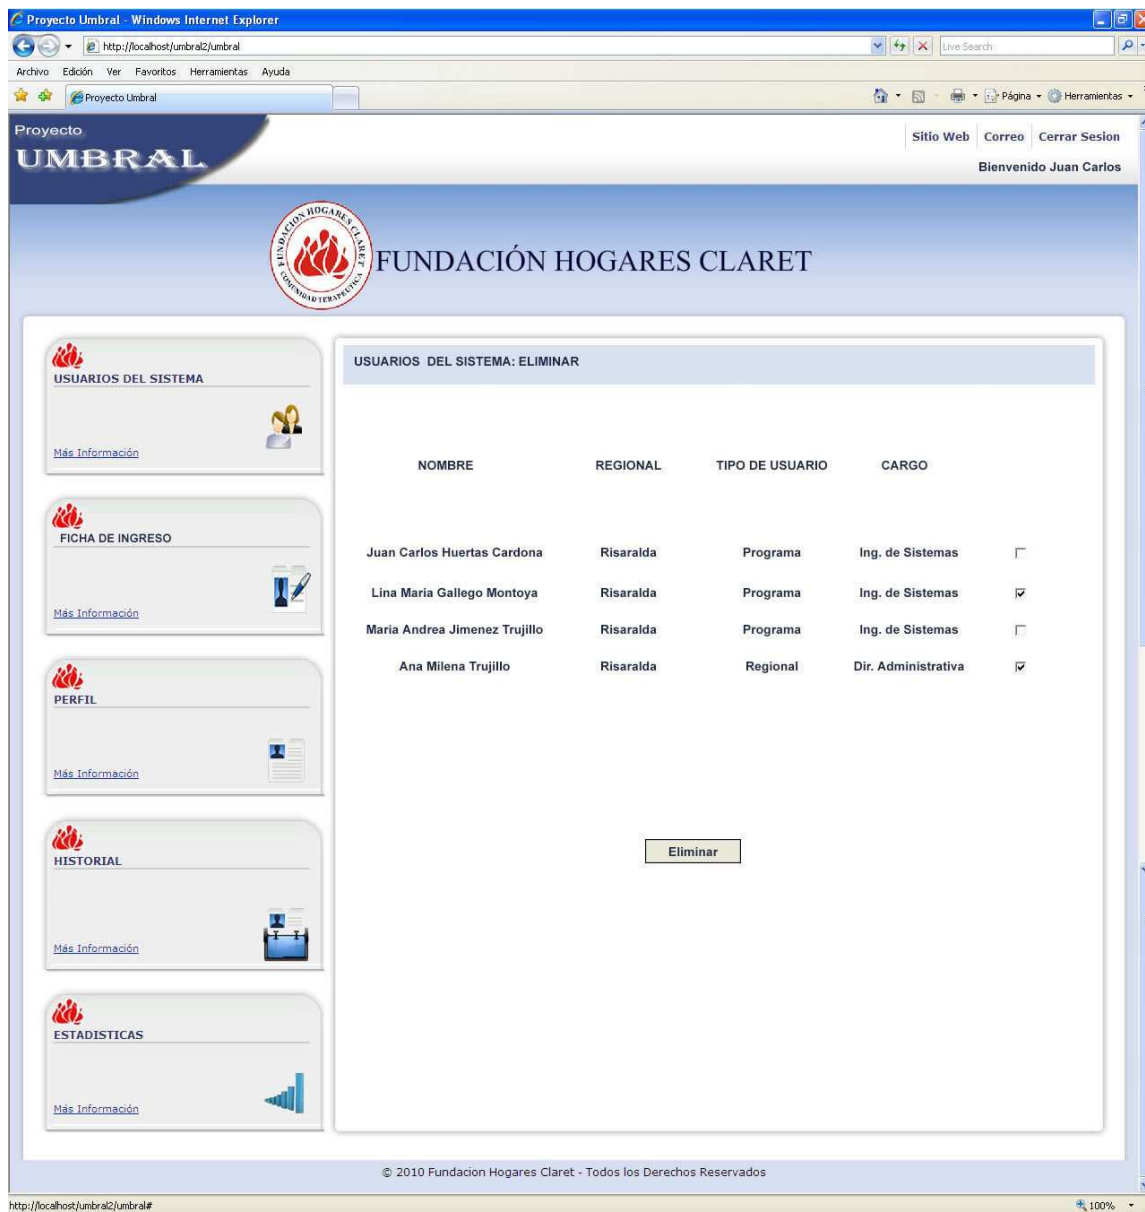 Proyecto Umbral - Windows Internet Explorer
http://localhost/umbral2/umbral
Live Search
Archivo Edición Ver Favoritos Herramientas Ayuda
Proyecto Umbral
Página Herramientas
Proyecto
UMBRAL
Sitio Web Correo Cerrar Sesion
Bienvenido Juan Carlos
FUNDACION HOGARES CLARET
COMUNIDAD TERAPEUTICA
FUNDACIÓN HOGARES CLARET
USUARIOS DEL SISTEMA
Más Información
FICHA DE INGRESO
Más Información
PERFIL
Más Información
HISTORIAL
Más Información
ESTADISTICAS
Más Información
USUARIOS DEL SISTEMA: ELIMINAR
NOMBRE REGIONAL TIPO DE USUARIO CARGO
Juan Carlos Huertas Cardona Risaralda Programa Ing. de Sistemas
Lina Maria Gallego Montoya Risaralda Programa Ing. de Sistemas
Maria Andrea Jimenez Trujillo Risaralda Programa Ing. de Sistemas
Ana Milena Trujillo Risaralda Regional Dir. Administrativa
Eliminar
© 2010 Fundacion Hogares Claret - Todos los Derechos Reservados
http://localhost/umbral2/umbral#
100%